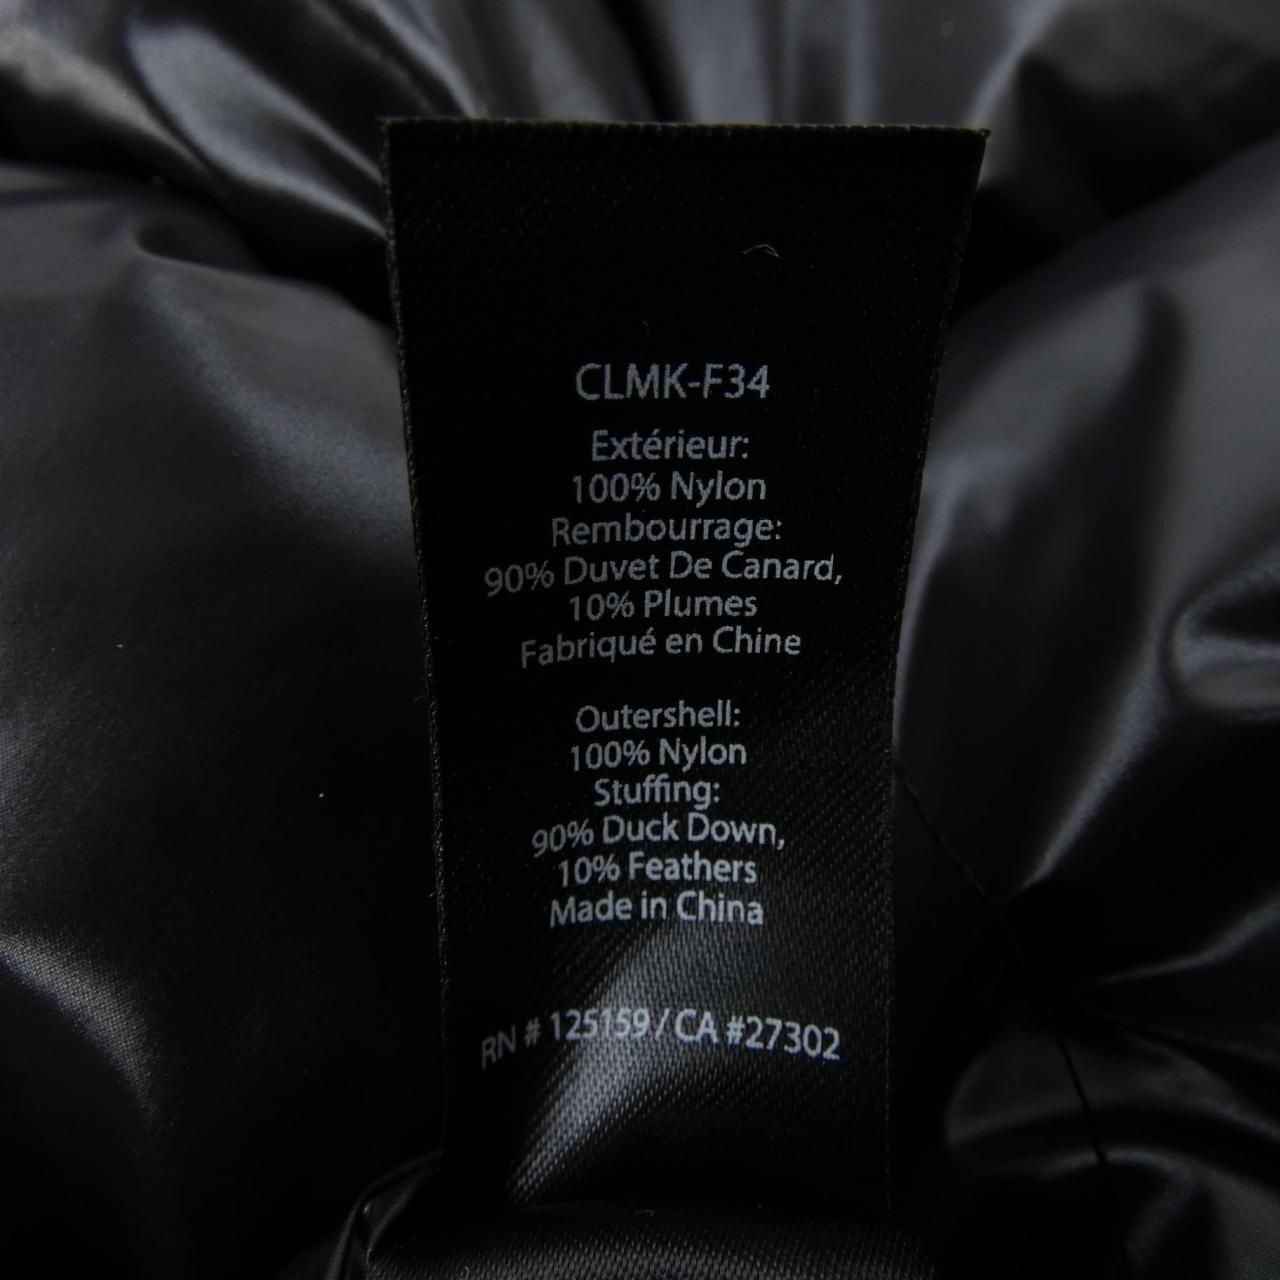 CLMK-F34
Extérieur:
100% Nylon
Rembourrage:
90% Duvet De Canard,
10% Plumes
Fabriqué en Chine
Outershell:
100% Nylon
Stuffing:
90% Duck Down,
10% Feathers
Made in China
RN # 125159 / CA #27302